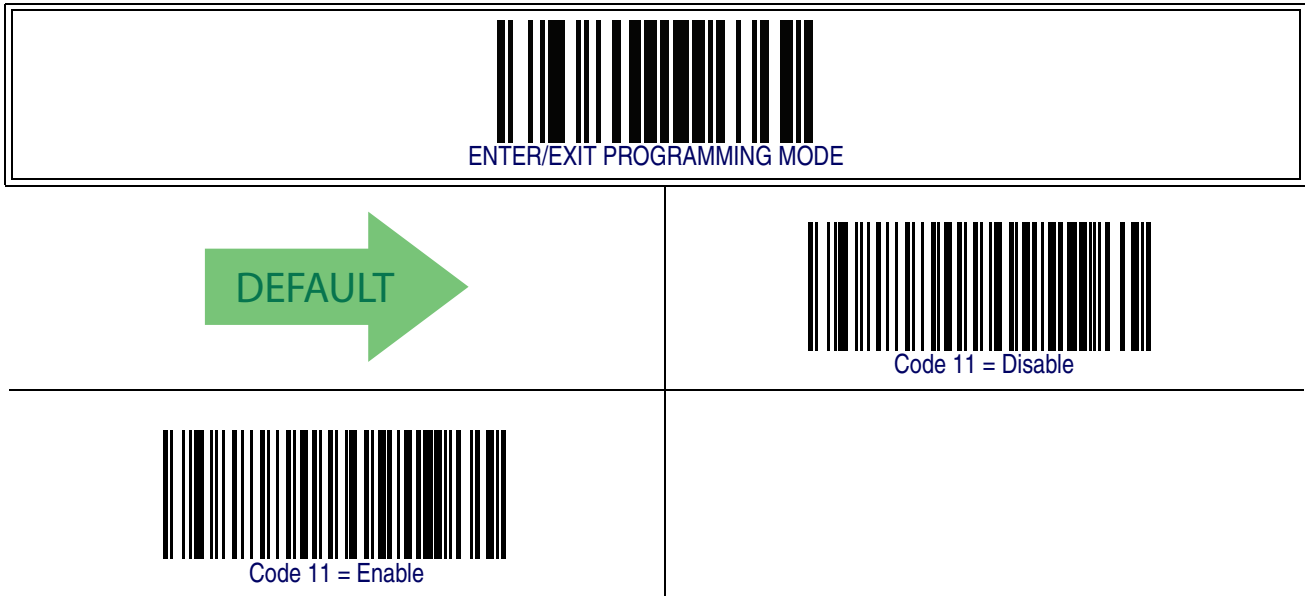 ENTER/EXIT PROGRAMMING MODE
DEFAULT
Code 11 = Disable
Code 11 = Enable